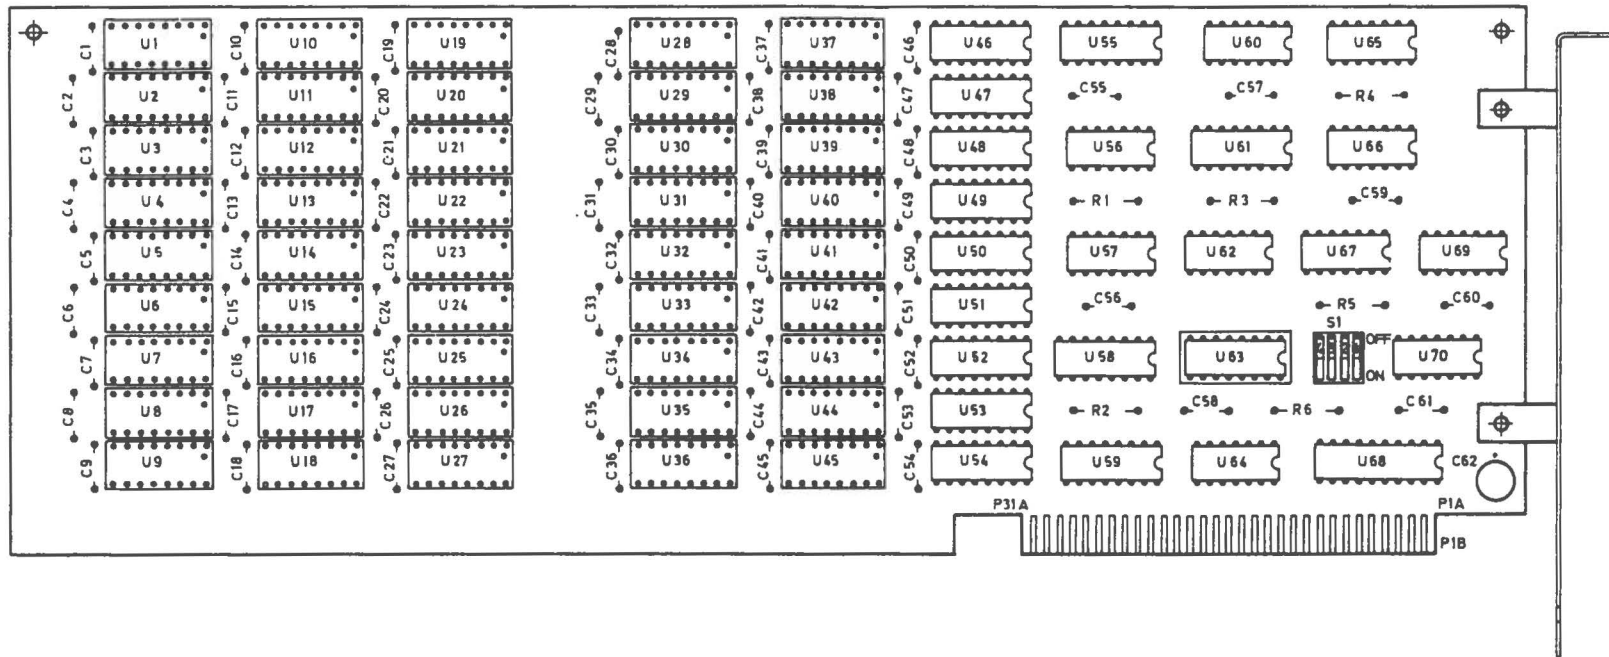 C1 U1 C10 U10 C19 U19 C28 U28 C37 U37 C46 U46 U55 U60 U65
C2 U2 C11 U11 C20 U20 C29 U29 C38 U38 C47 U47 C55 C57 R4
C3 U3 C12 U12 C21 U21 C30 U30 C39 U39 C48 U48 U56 U61 U66
C4 U4 C13 U13 C22 U22 C31 U31 C40 U40 C49 U49 R1 R3 C59
C5 U5 C14 U14 C23 U23 C32 U32 C41 U41 C50 U50 U57 U62 U67 U69
C6 U6 C15 U15 C24 U24 C33 U33 C42 U42 C51 U51 C56 R5 C60
S1
OFF
C7 U7 C16 U16 C25 U25 C34 U34 C43 U43 C52 U52 U58 U63 U70
ON
C8 U8 C17 U17 C26 U26 C35 U35 C44 U44 C53 U53 R2 C58 R6 C61
C9 U9 C18 U18 C27 U27 C36 U36 C45 U45 C54 U54 U59 U64 U68 C62
P31A P1A
P1B